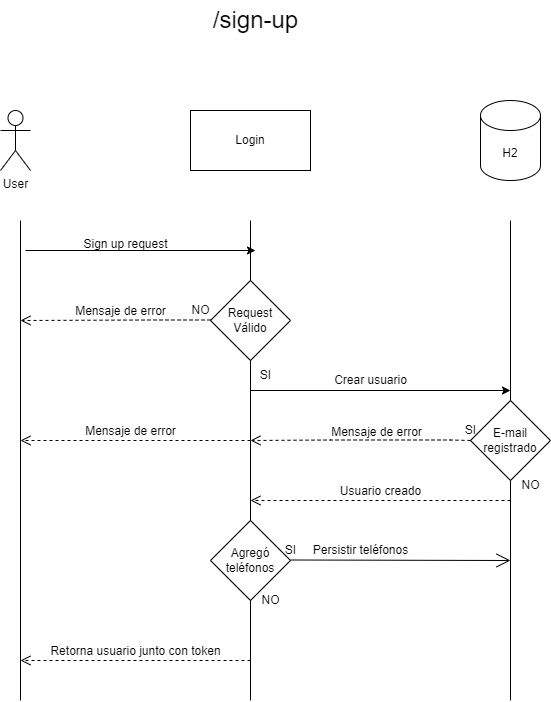 /sign-up
Login
H2
User
Sign up request
Request
Válido
NO
Mensaje de error
SI
Crear usuario
E-mail
registrado
SI
Mensaje de error
Mensaje de error
NO
Usuario creado
Agregó
teléfonos
SI
Persistir teléfonos
NO
Retorna usuario junto con token